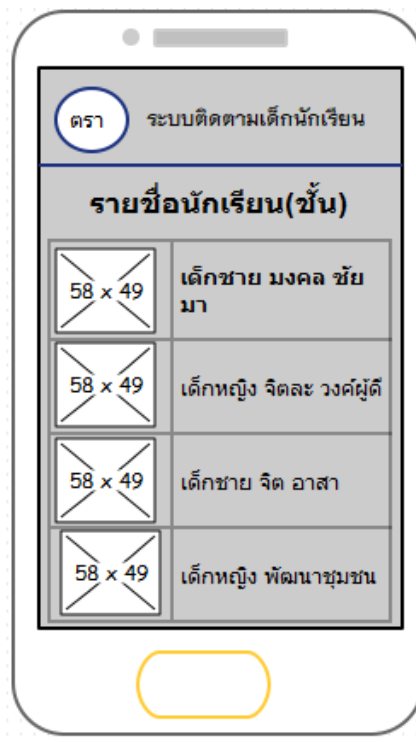 ตรา
ระบบติดตามเด็กนักเรียน
รายชื่อนักเรียน(ชั้น)
58 x 49
เด็กชาย มงคล ชัย
มา
58 x 49
เด็กหญิง จิตละ วงค์ผู้ดี
58 x 49
เด็กชาย จิต อาสา
58 x 49
เด็กหญิง พัฒนาชุมชน